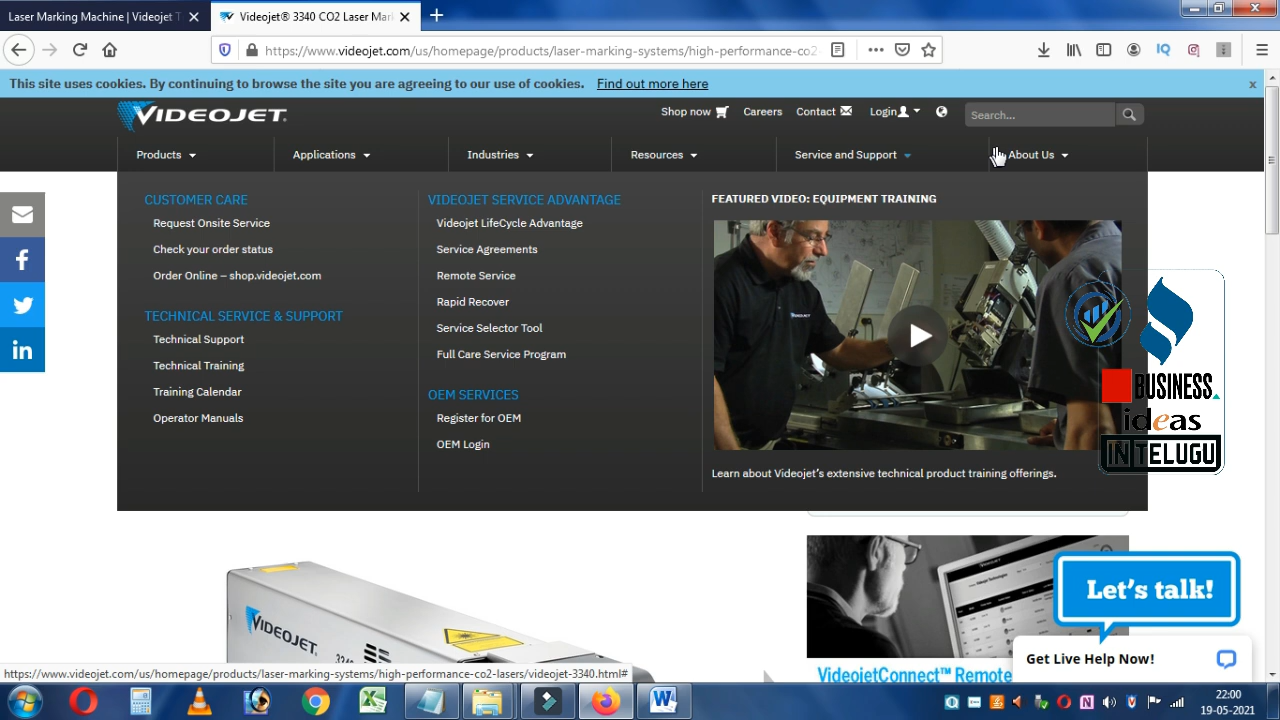 Laser Marking Machine | Videojet T
Videojet® 3340 CO2 Laser Mar
https://www.videojet.com/us/homepage/products/laser-marking-systems/high-performance-co2
IQ
This site uses cookies. By continuing to browse the site you are agreeing to our use of cookies. Find out more here
x
VIDEOJET.
Shop now
Careers
Contact
Login
Search...
Products
Applications
Industries
Resources
Service and Support
About Us
CUSTOMER CARE
Request Onsite Service
Check your order status
Order Online – shop.videojet.com
TECHNICAL SERVICE & SUPPORT
Technical Support
Technical Training
Training Calendar
Operator Manuals
VIDEOJET SERVICE ADVANTAGE
Videojet LifeCycle Advantage
Service Agreements
Remote Service
Rapid Recover
Service Selector Tool
Full Care Service Program
OEM SERVICES
Register for OEM
OEM Login
FEATURED VIDEO: EQUIPMENT TRAINING
VIDEOJET
Learn about Videojet's extensive technical product training offerings.
BUSINESS.
ideas
IN TELUGU
f
in
VIDEOJET.
3340
Let's talk!
Get Live Help Now!
VideojetConnect™ Remote
https://www.videojet.com/us/homepage/products/laser-marking-systems/high-performance-co2-lasers/videojet-3340.html#
22:00
19-05-2021